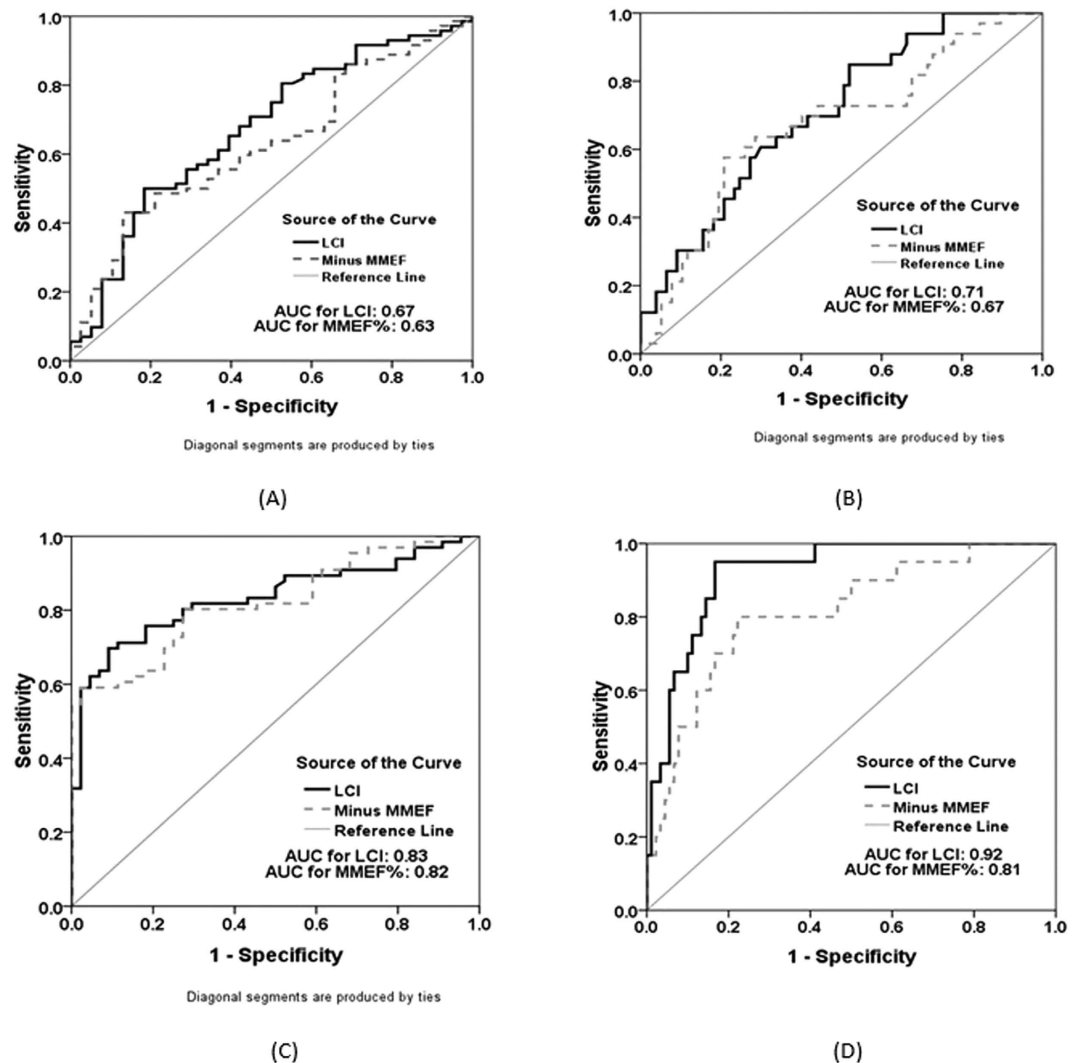 1.0
0.8
0.6
0.4
0.2
0.0
Sensitivity
Source of the Curve
LCI
Minus MMEF
Reference Line
AUC for LCI: 0.67
AUC for MMEF%: 0.63
0.0 0.2 0.4 0.6 0.8 1.0
1 - Specificity
Diagonal segments are produced by ties
(A)
1.0
0.8
0.6
0.4
0.2
0.0
Sensitivity
Source of the Curve
LCI
Minus MMEF
Reference Line
AUC for LCI: 0.71
AUC for MMEF%: 0.67
0.0 0.2 0.4 0.6 0.8 1.0
1 - Specificity
Diagonal segments are produced by ties
(B)
1.0
0.8
0.6
0.4
0.2
0.0
Sensitivity
Source of the Curve
LCI
Minus MMEF
Reference Line
AUC for LCI: 0.83
AUC for MMEF%: 0.82
0.0 0.2 0.4 0.6 0.8 1.0
1 - Specificity
Diagonal segments are produced by ties
(C)
1.0
0.8
0.6
0.4
0.2
0.0
Sensitivity
Source of the Curve
LCI
Minus MMEF
Reference Line
AUC for LCI: 0.92
AUC for MMEF%: 0.81
0.0 0.2 0.4 0.6 0.8 1.0
1 - Specificity
(D)